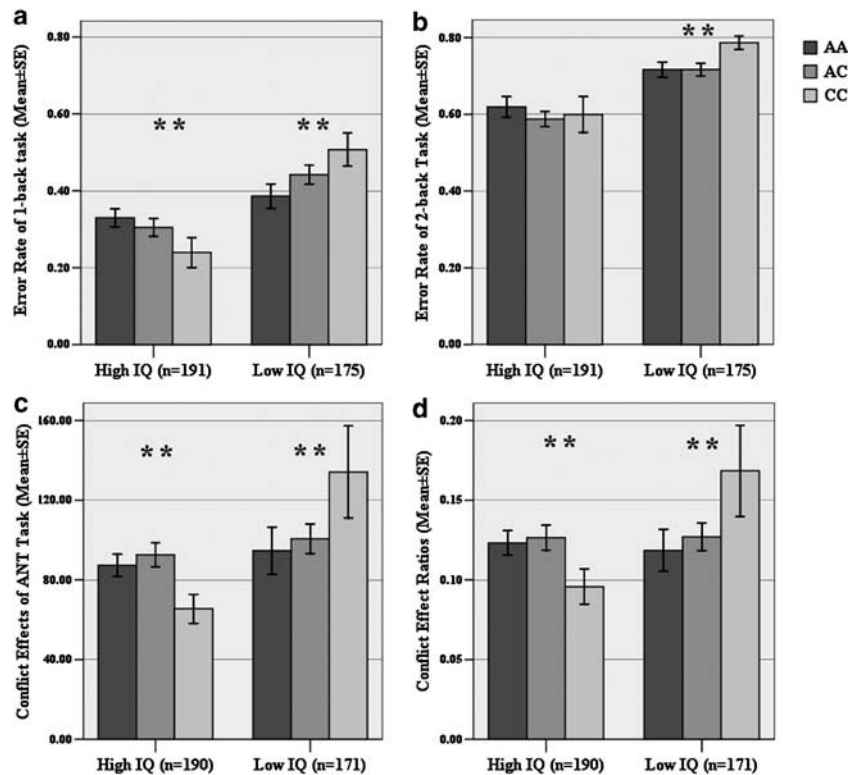 a
Error Rate of 1-back task (Mean±SE)
0.80
0.60
0.40
0.20
0.00
** **
High IQ (n=191) Low IQ (n=175)
b
Error Rate of 2-back Task (Mean±SE)
0.80
0.60
0.40
0.20
0.00
**
High IQ (n=191) Low IQ (n=175)
AA
AC
CC
c
Conflict Effects of ANT Task (Mean±SE)
160.00
120.00
80.00
40.00
0.00
** **
High IQ (n=190) Low IQ (n=171)
d
Conflict Effect Ratios (Mean±SE)
0.20
0.15
0.10
0.05
0.00
** **
High IQ (n=190) Low IQ (n=171)